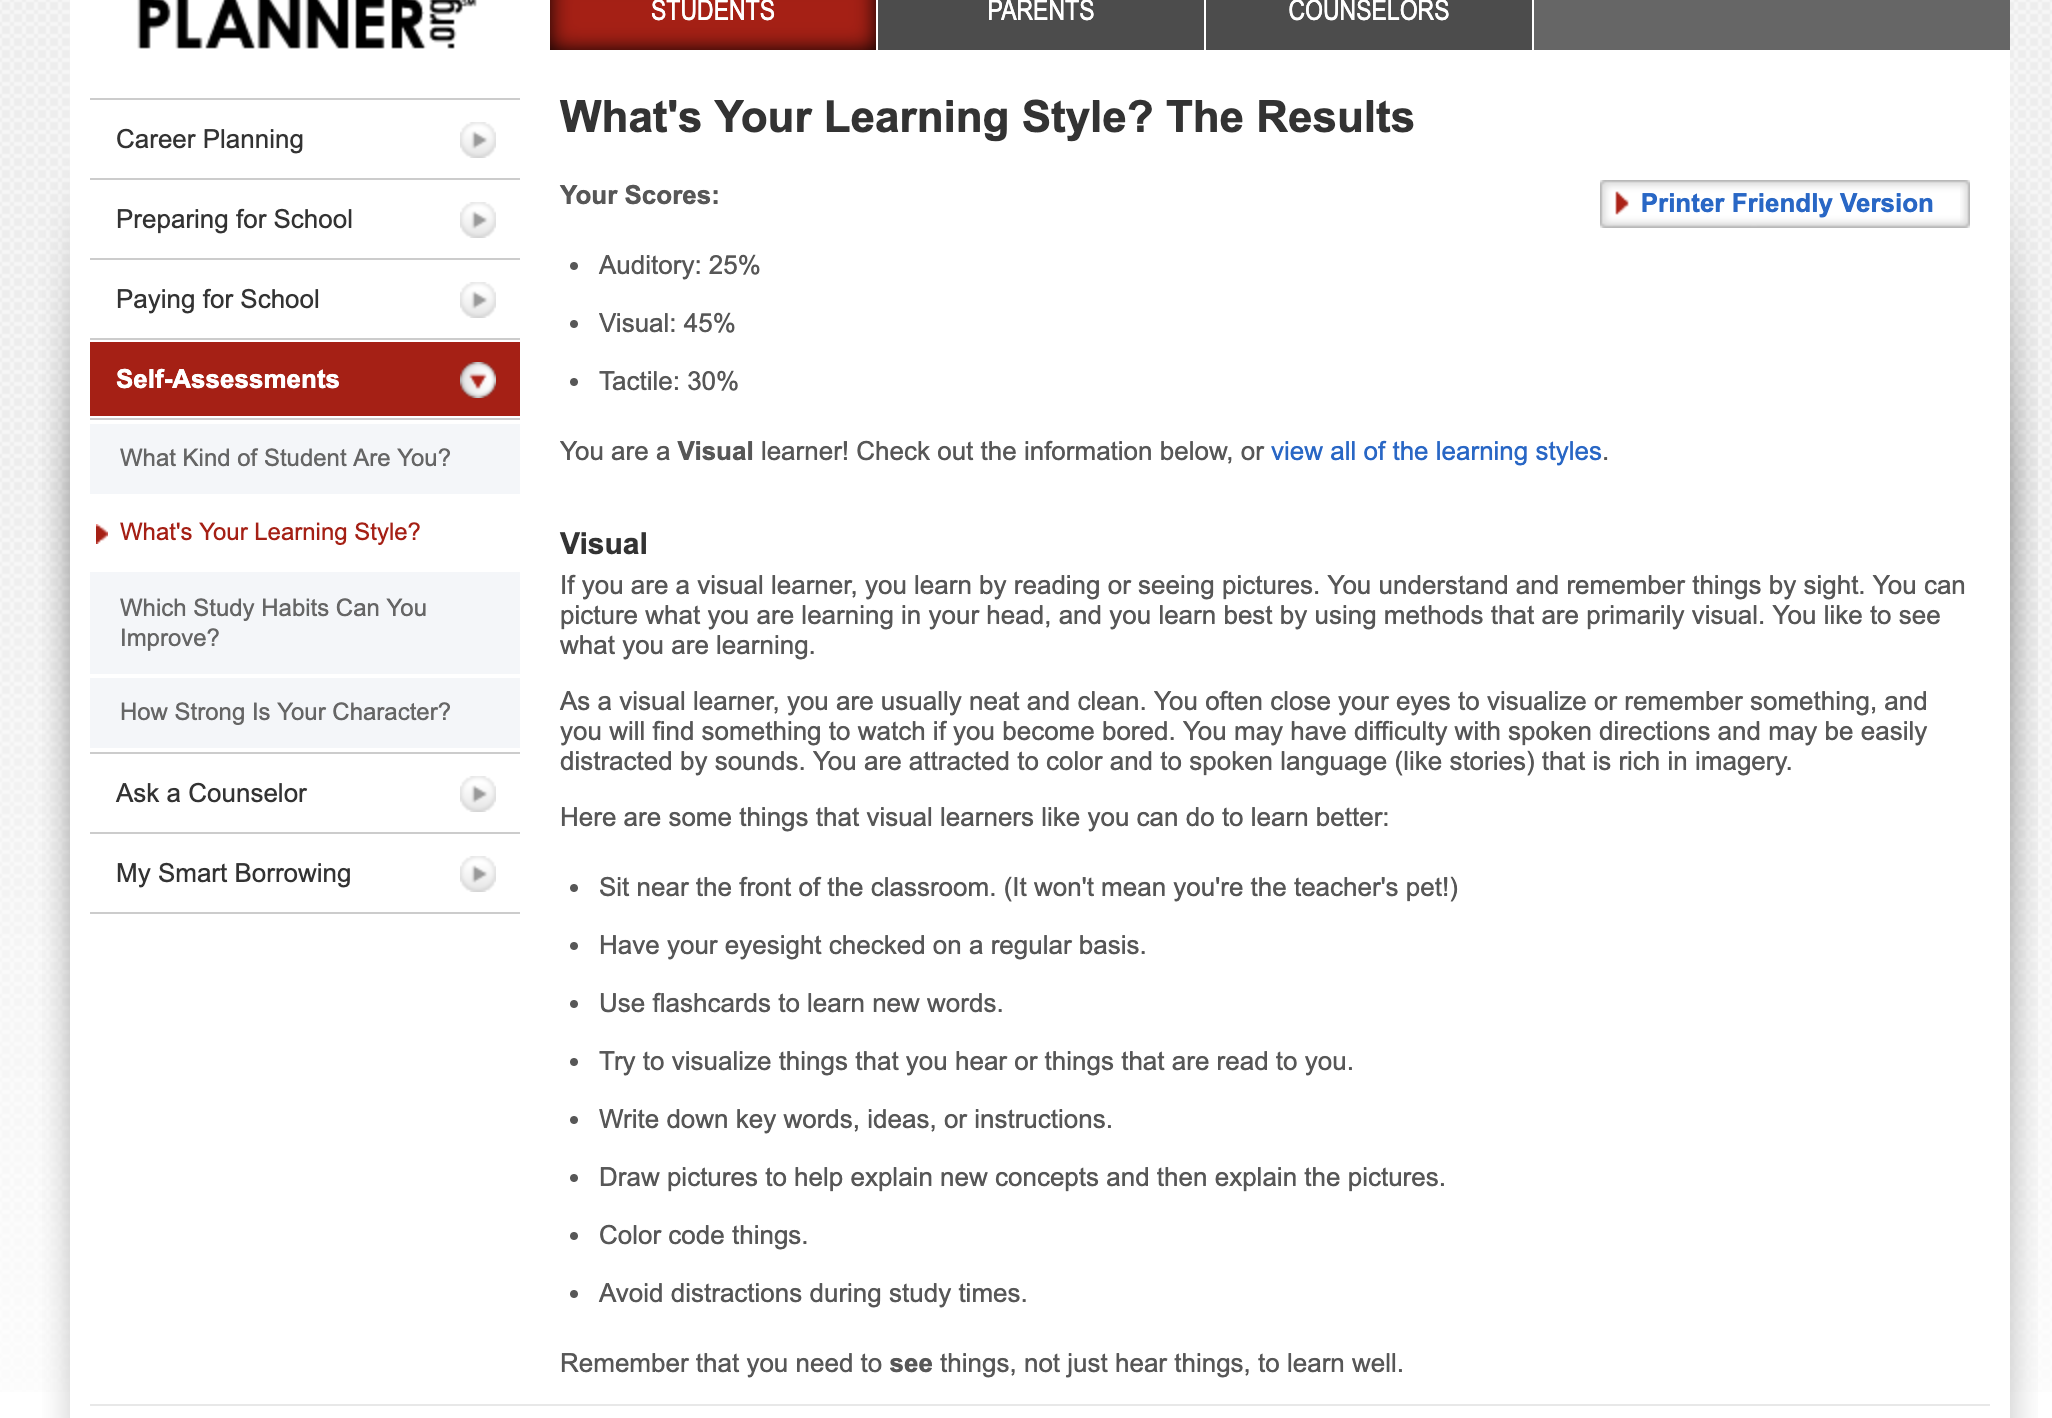 PLANNER.org
SM
STUDENTS
PARENTS
COUNSELORS
Career Planning
Preparing for School
Paying for School
Self-Assessments
What Kind of Student Are You?
What's Your Learning Style?
Which Study Habits Can You
Improve?
How Strong Is Your Character?
Ask a Counselor
My Smart Borrowing
What's Your Learning Style? The Results
Your Scores:
Printer Friendly Version
• Auditory: 25%
• Visual: 45%
• Tactile: 30%
You are a Visual learner! Check out the information below, or view all of the learning styles.
Visual
If you are a visual learner, you learn by reading or seeing pictures. You understand and remember things by sight. You can
picture what you are learning in your head, and you learn best by using methods that are primarily visual. You like to see
what you are learning.
As a visual learner, you are usually neat and clean. You often close your eyes to visualize or remember something, and
you will find something to watch if you become bored. You may have difficulty with spoken directions and may be easily
distracted by sounds. You are attracted to color and to spoken language (like stories) that is rich in imagery.
Here are some things that visual learners like you can do to learn better:
• Sit near the front of the classroom. (It won't mean you're the teacher's pet!)
• Have your eyesight checked on a regular basis.
• Use flashcards to learn new words.
• Try to visualize things that you hear or things that are read to you.
• Write down key words, ideas, or instructions.
• Draw pictures to help explain new concepts and then explain the pictures.
• Color code things.
• Avoid distractions during study times.
Remember that you need to see things, not just hear things, to learn well.